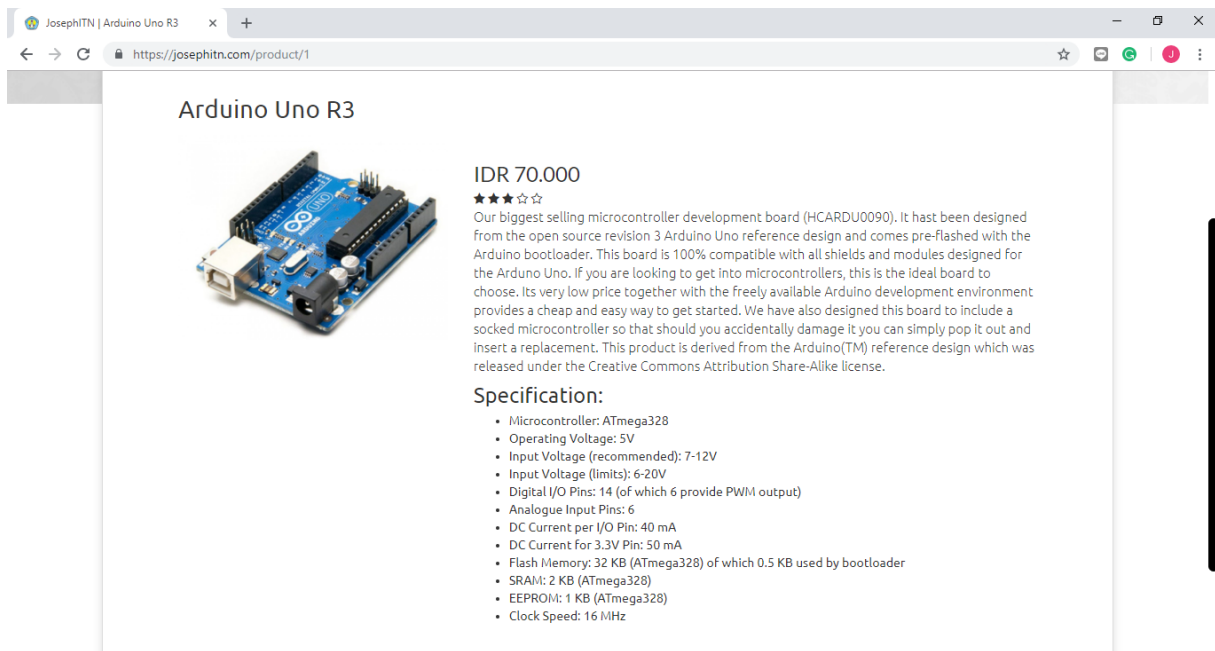 JosephITN | Arduino Uno R3
https://josephitn.com/product/1
J
Arduino Uno R3
UNO
IDR 70.000
Our biggest selling microcontroller development board (HCARDU0090). It hast been designed
from the open source revision 3 Arduino Uno reference design and comes pre-flashed with the
Arduino bootloader. This board is 100% compatible with all shields and modules designed for
the Arduno Uno. If you are looking to get into microcontrollers, this is the ideal board to
choose. Its very low price together with the freely available Arduino development environment
provides a cheap and easy way to get started. We have also designed this board to include a
socked microcontroller so that should you accidentally damage it you can simply pop it out and
insert a replacement. This product is derived from the Arduino(TM) reference design which was
released under the Creative Commons Attribution Share-Alike license.
Specification:
• Microcontroller: ATmega328
• Operating Voltage: 5V
• Input Voltage (recommended): 7-12V
• Input Voltage (limits): 6-20V
• Digital I/O Pins: 14 (of which 6 provide PWM output)
• Analogue Input Pins: 6
• DC Current per I/O Pin: 40 mA
• DC Current for 3.3V Pin: 50 mA
• Flash Memory: 32 KB (ATmega328) of which 0.5 KB used by bootloader
• SRAM: 2 KB (ATmega328)
• EEPROM: 1 KB (ATmega328)
• Clock Speed: 16 MHz